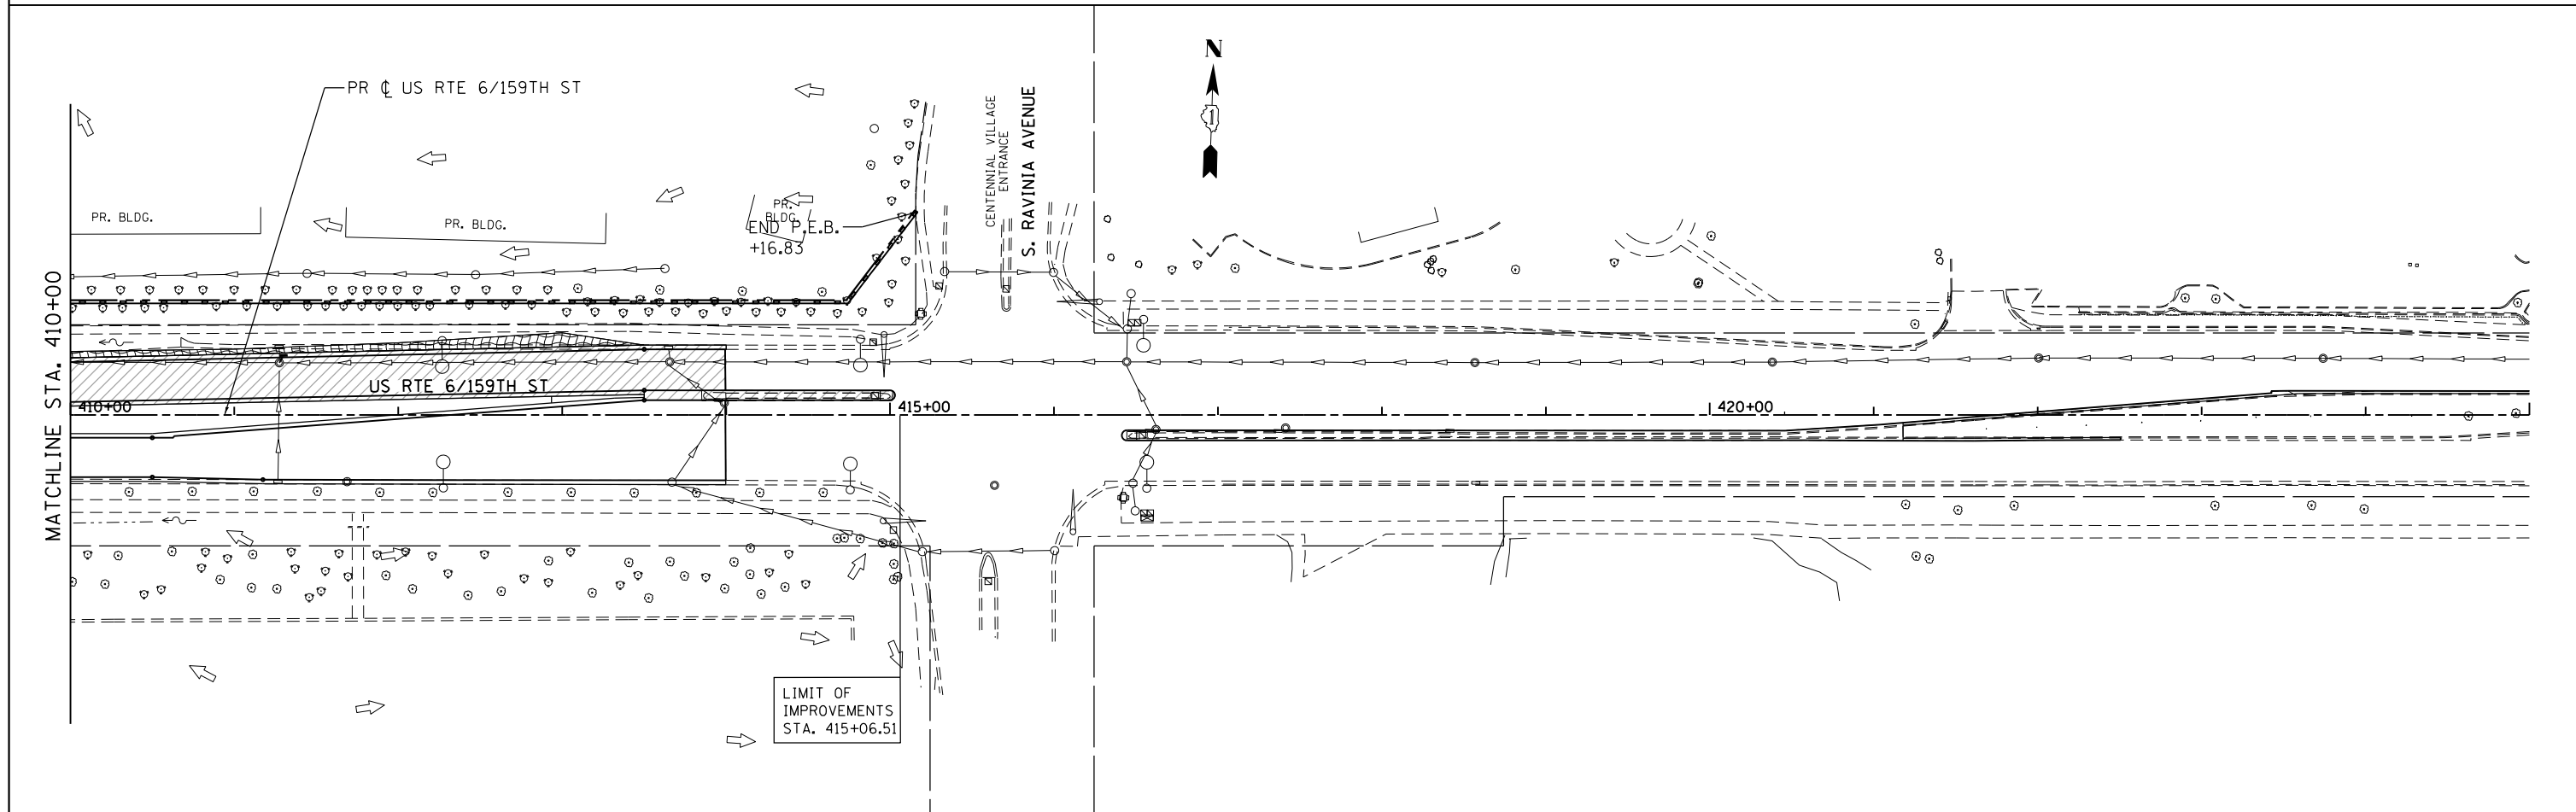 N
PR ℄ US RTE 6/159TH ST
CENTENNIAL VILLAGE
ENTRANCE
S. RAVINIA AVENUE
PR. BLDG.
PR. BLDG.
PR.
BLDG.
END P.E.B.
+16.83
MATCHLINE STA. 410+00
US RTE 6/159TH ST
410+00
415+00
420+00
LIMIT OF
IMPROVEMENTS
STA. 415+06.51